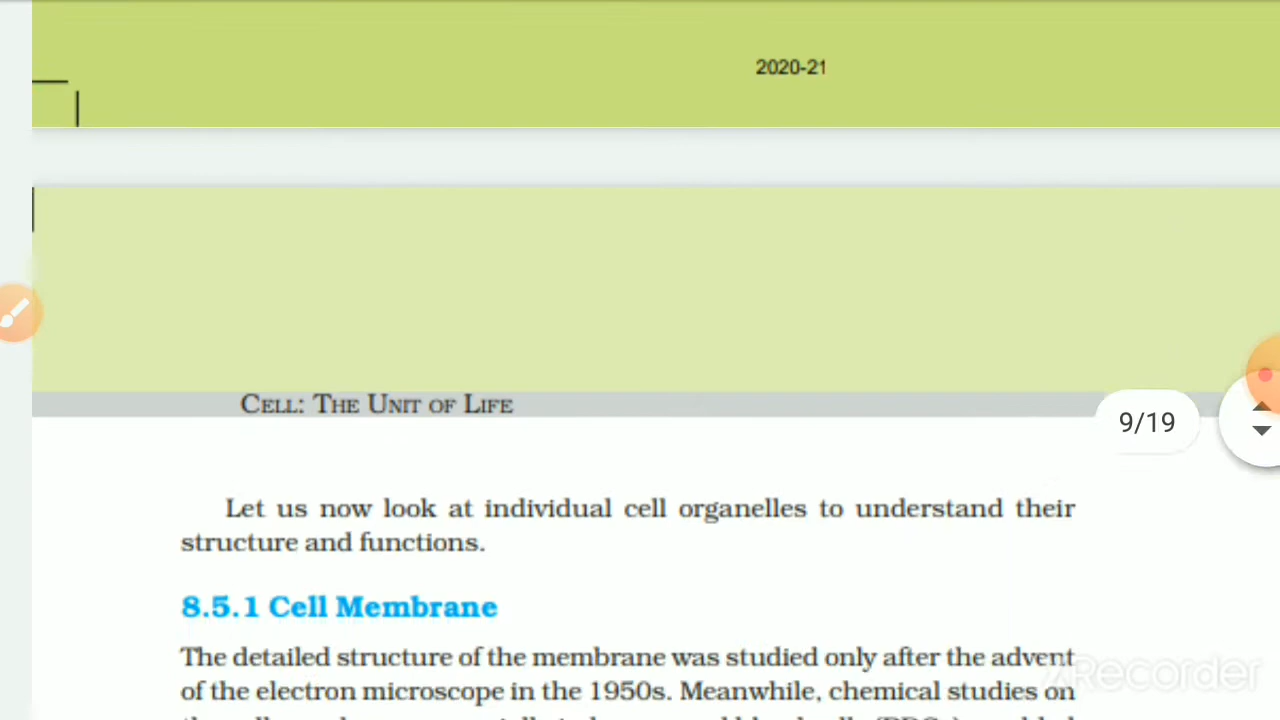 2020-21
CELL: THE UNIT OF LIFE
9/19
Let us now look at individual cell organelles to understand their
structure and functions.
8.5.1 Cell Membrane
The detailed structure of the membrane was studied only after the advent
of the electron microscope in the 1950s. Meanwhile, chemical studies on
XRecorder